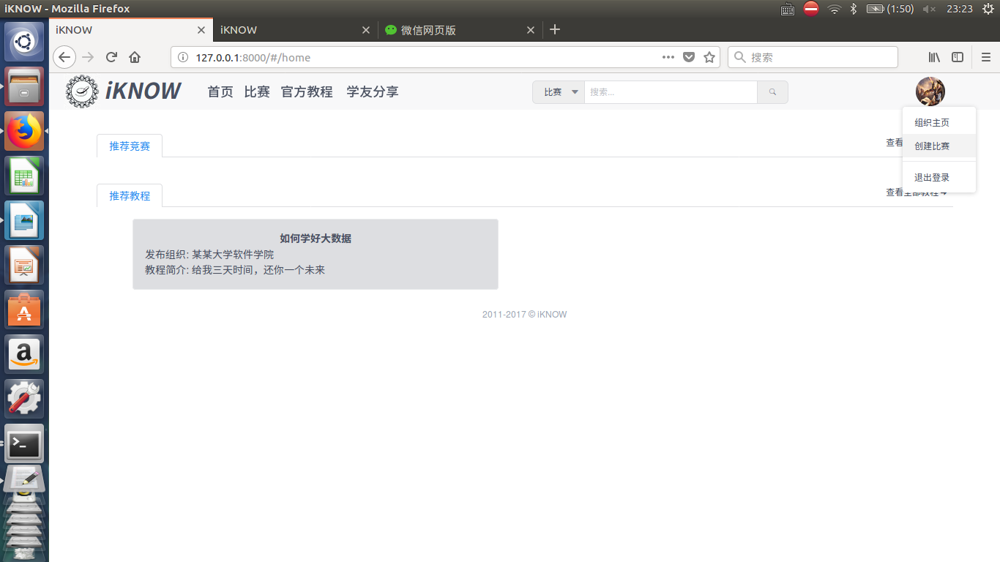 iKNOW - Mozilla Firefox
(1:50)
23:23
iKNOW
iKNOW
微信网页版
127.0.0.1:8000/#/home
搜索
iKNOW
首页 比赛 官方教程 学友分享
比赛
搜索...
组织主页
创建比赛
退出登录
推荐竞赛
查看
推荐教程
查看全部教程
如何学好大数据
发布组织: 某某大学软件学院
教程简介: 给我三天时间，还你一个未来
2011-2017 © iKNOW